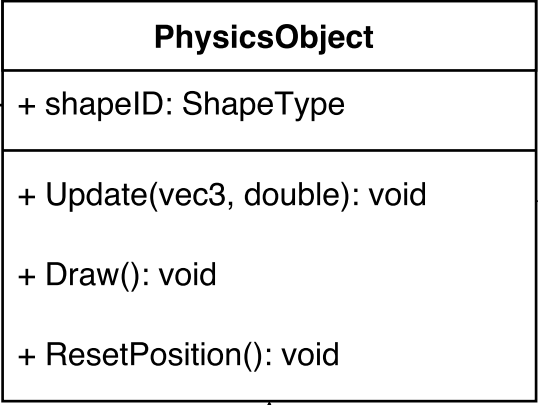 PhysicsObject
+ shapeID: ShapeType
+ Update(vec3, double): void
+ Draw(): void
+ ResetPosition(): void